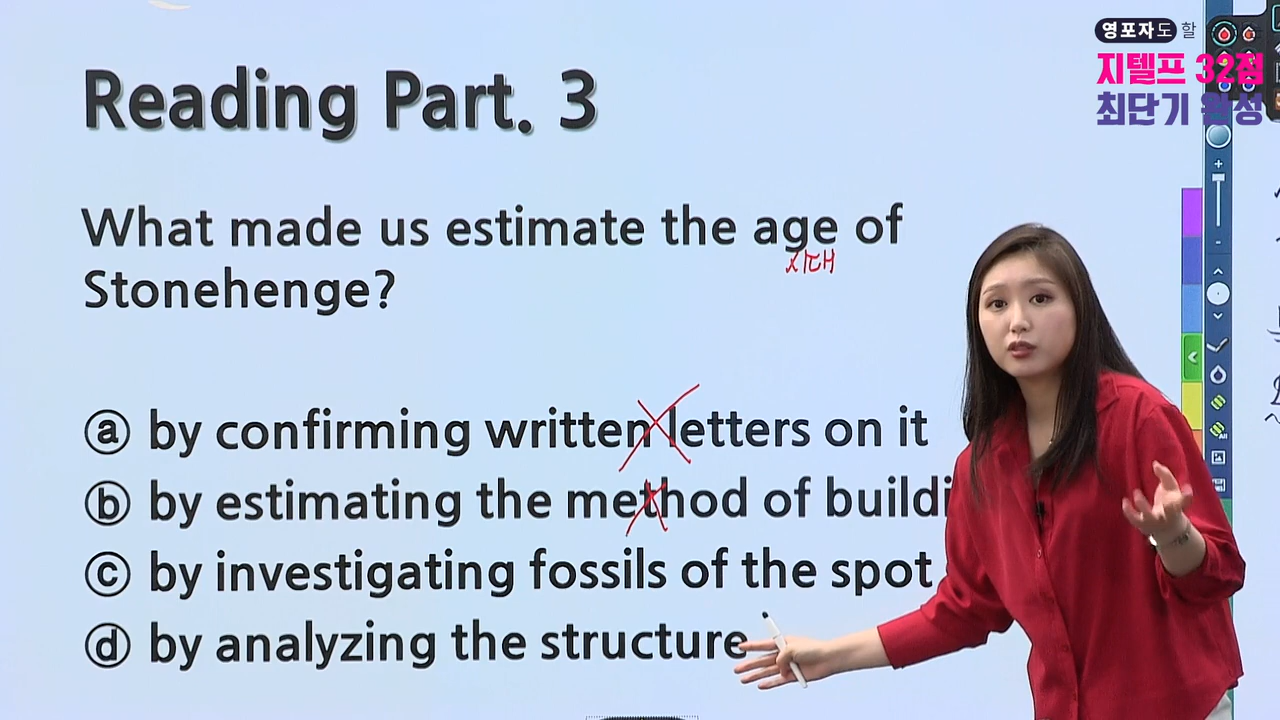 영포자도 할
지텔프 32점
최단기 완성
Reading Part. 3
What made us estimate the age of
시대
Stonehenge?
ⓐ by confirming written letters on it
ⓑ by estimating the method of buildi
ⓒ by investigating fossils of the spot
ⓓ by analyzing the structure